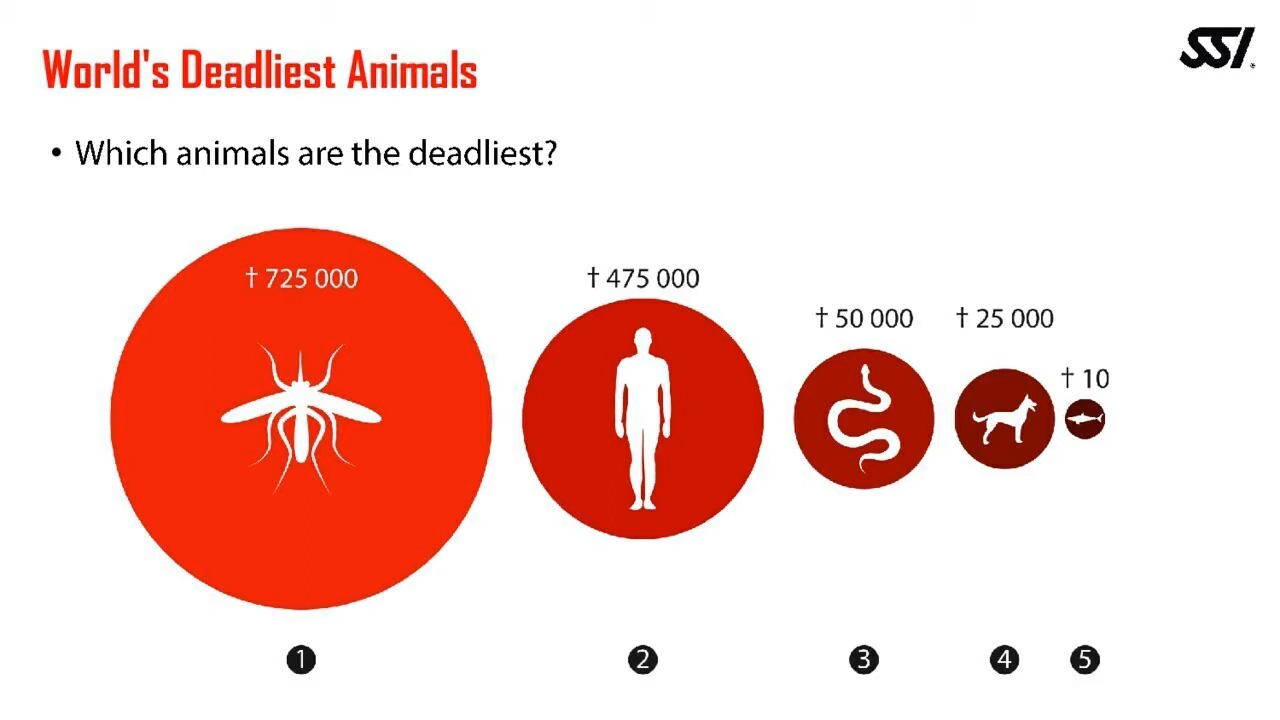 World's Deadliest Animals
SSI
• Which animals are the deadliest?
† 725 000
† 475 000
† 50 000
† 25 000
† 10
1
2
3
4
5